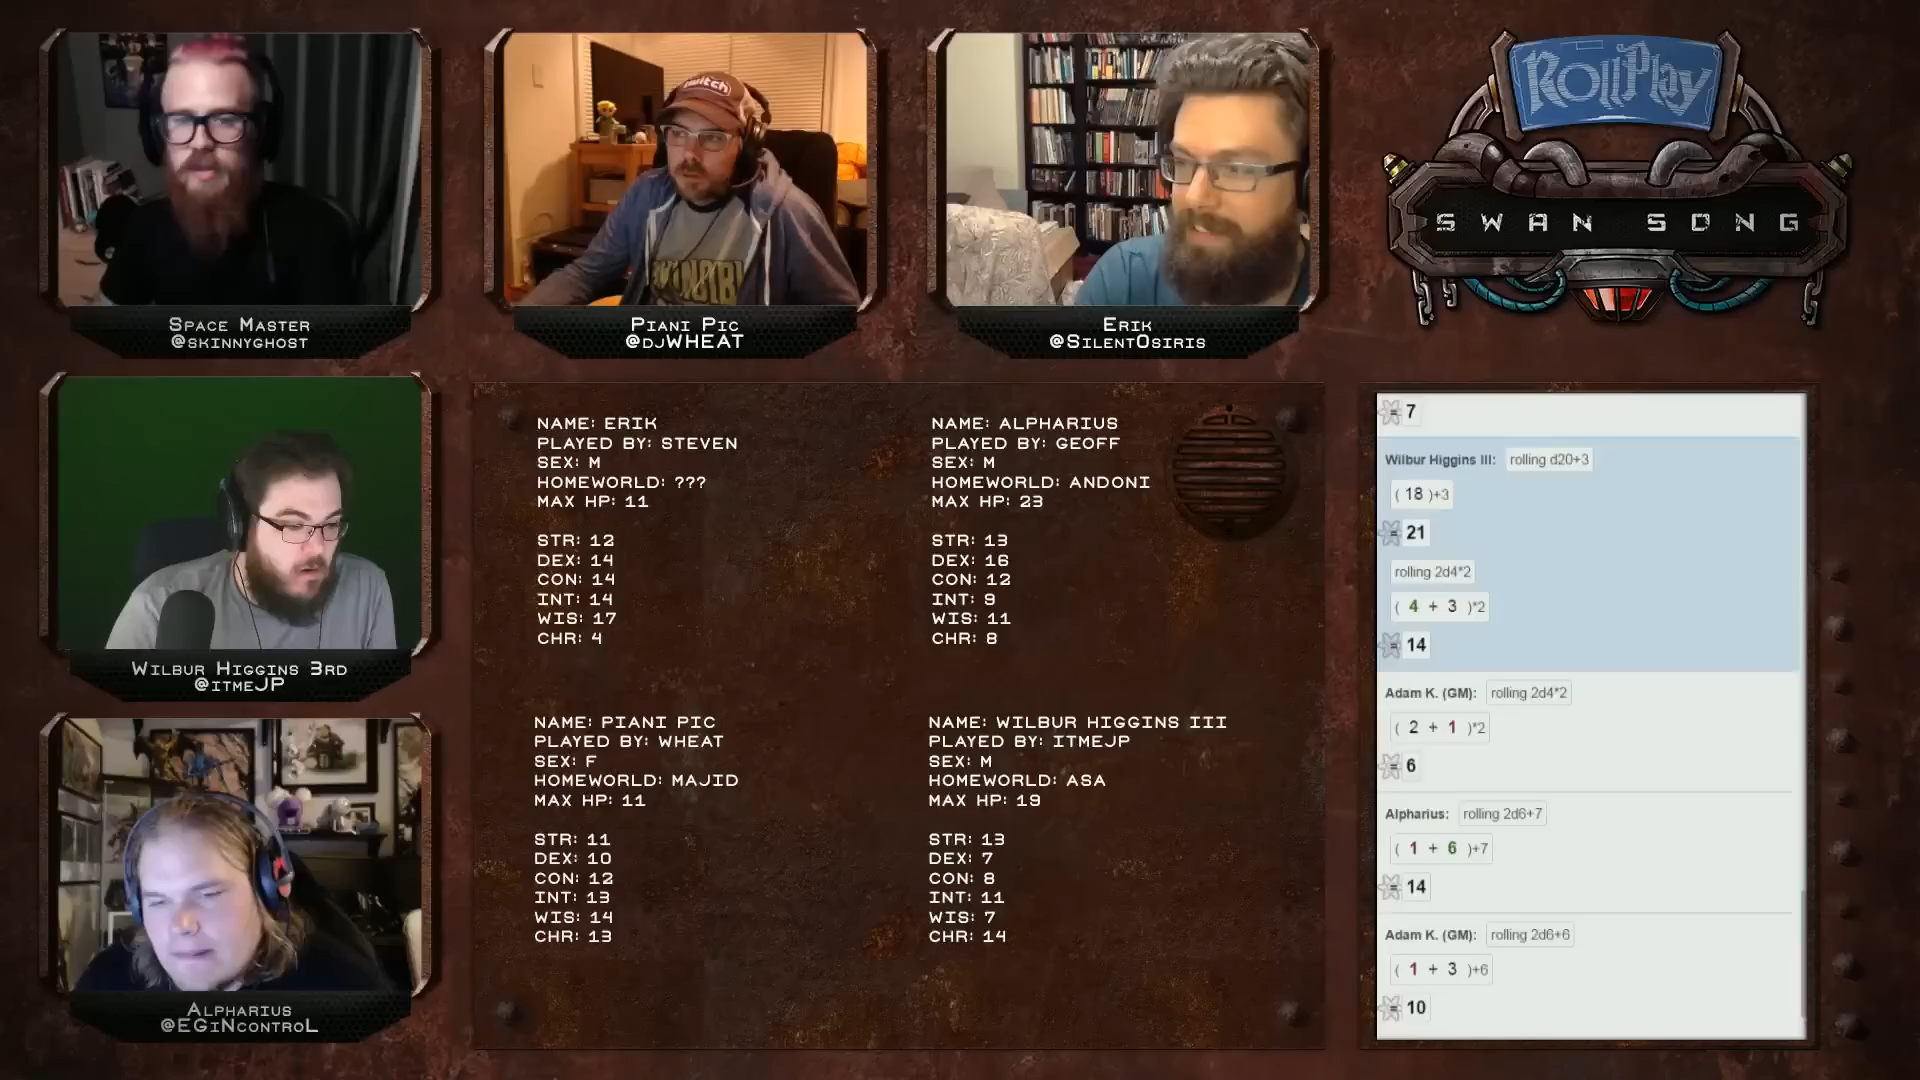 twitch
ROllPlay
SWAN SONG
SPACE MASTER
@SKINNYGHOST
PIANI PIC
@DJWHEAT
ERIK
@SILENTOSIRIS
WILBUR HIGGINS 3RD
@ITMEJP
ALPHARIUS
@EGINCONTROL
NAME: ERIK
PLAYED BY: STEVEN
SEX: M
HOMEWORLD: ???
MAX HP: 11
STR: 12
DEX: 14
CON: 14
INT: 14
WIS: 17
CHR: 4
NAME: ALPHARIUS
PLAYED BY: GEOFF
SEX: M
HOMEWORLD: ANDONI
MAX HP: 23
STR: 13
DEX: 16
CON: 12
INT: 9
WIS: 11
CHR: 8
NAME: PIANI PIC
PLAYED BY: WHEAT
SEX: F
HOMEWORLD: MAJID
MAX HP: 11
STR: 11
DEX: 10
CON: 12
INT: 13
WIS: 14
CHR: 13
NAME: WILBUR HIGGINS III
PLAYED BY: ITMEJP
SEX: M
HOMEWORLD: ASA
MAX HP: 19
STR: 13
DEX: 7
CON: 8
INT: 11
WIS: 7
CHR: 14
= 7
Wilbur Higgins III: rolling d20+3
( 18 )+3
= 21
rolling 2d4*2
( 4 + 3 )*2
= 14
Adam K. (GM): rolling 2d4*2
( 2 + 1 )*2
= 6
Alpharius: rolling 2d6+7
( 1 + 6 )+7
= 14
Adam K. (GM): rolling 2d6+6
( 1 + 3 )+6
= 10